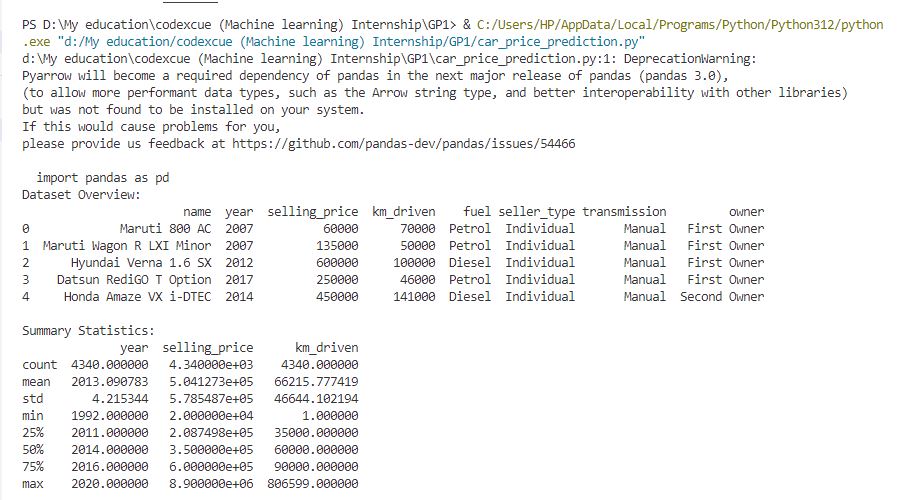 PS D:\My education\codexcue (Machine learning) Internship\GP1> & C:/Users/HP/AppData/Local/Programs/Python/Python312/python
.exe "d:/My education/codexcue (Machine learning) Internship/GP1/car_price_prediction.py"
d:\My education\codexcue (Machine learning) Internship\GP1\car_price_prediction.py:1: DeprecationWarning:
Pyarrow will become a required dependency of pandas in the next major release of pandas (pandas 3.0),
(to allow more performant data types, such as the Arrow string type, and better interoperability with other libraries)
but was not found to be installed on your system.
If this would cause problems for you,
please provide us feedback at https://github.com/pandas-dev/pandas/issues/54466
import pandas as pd
Dataset Overview:
name year selling_price km_driven fuel seller_type transmission owner
0 Maruti 800 AC 2007 60000 70000 Petrol Individual Manual First Owner
1 Maruti Wagon R LXI Minor 2007 135000 50000 Petrol Individual Manual First Owner
2 Hyundai Verna 1.6 SX 2012 600000 100000 Diesel Individual Manual First Owner
3 Datsun RediGO T Option 2017 250000 46000 Petrol Individual Manual First Owner
4 Honda Amaze VX i-DTEC 2014 450000 141000 Diesel Individual Manual Second Owner
Summary Statistics:
year selling_price km_driven
count 4340.000000 4.340000e+03 4340.000000
mean 2013.090783 5.041273e+05 66215.777419
std 4.215344 5.785487e+05 46644.102194
min 1992.000000 2.000000e+04 1.000000
25% 2011.000000 2.087498e+05 35000.000000
50% 2014.000000 3.500000e+05 60000.000000
75% 2016.000000 6.000000e+05 90000.000000
max 2020.000000 8.900000e+06 806599.000000